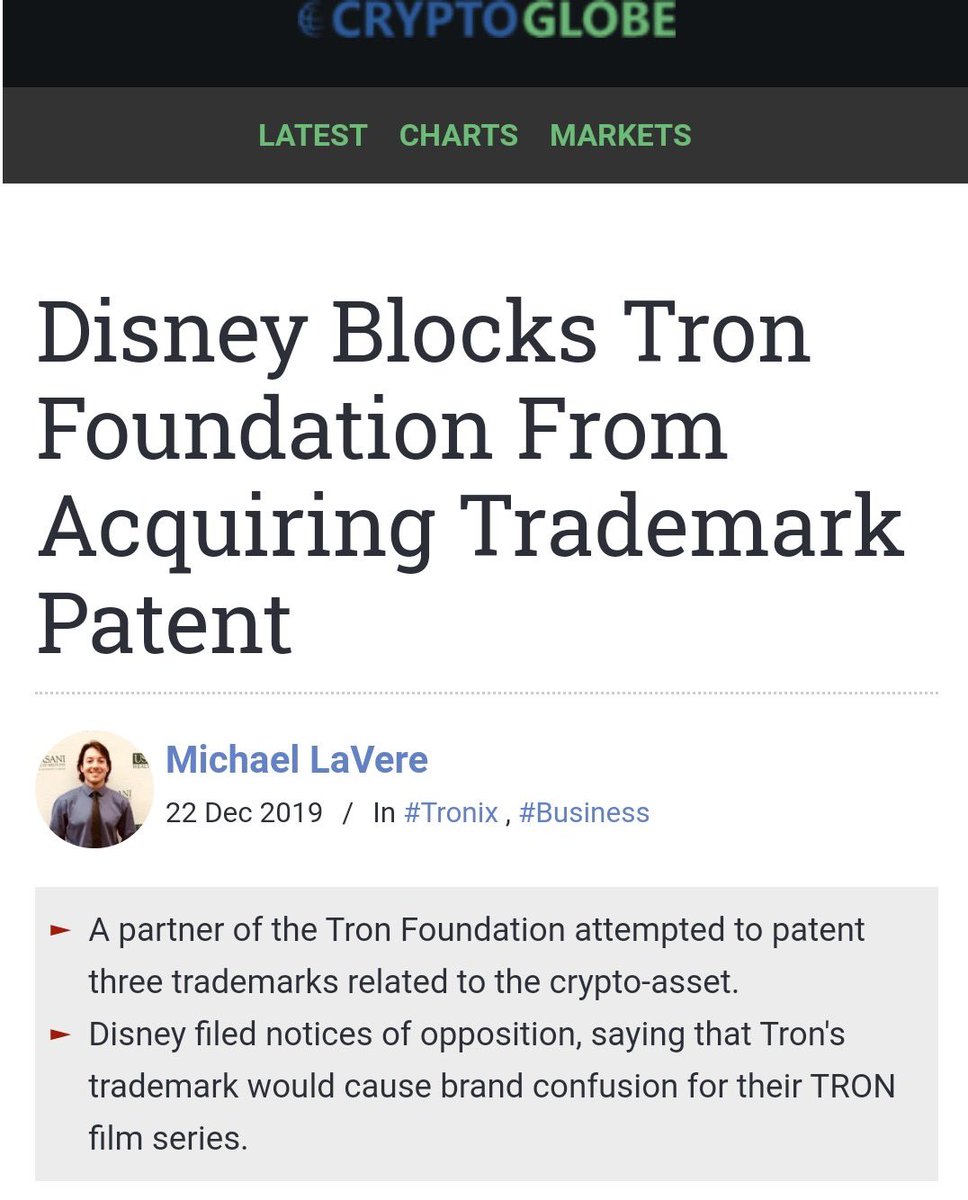 CRYPTOGLOBE
LATEST CHARTS MARKETS
Disney Blocks Tron
Foundation From
Acquiring Trademark
Patent
Michael LaVere
22 Dec 2019 / In #Tronix , #Business
► A partner of the Tron Foundation attempted to patent
three trademarks related to the crypto-asset.
► Disney filed notices of opposition, saying that Tron's
trademark would cause brand confusion for their TRON
film series.